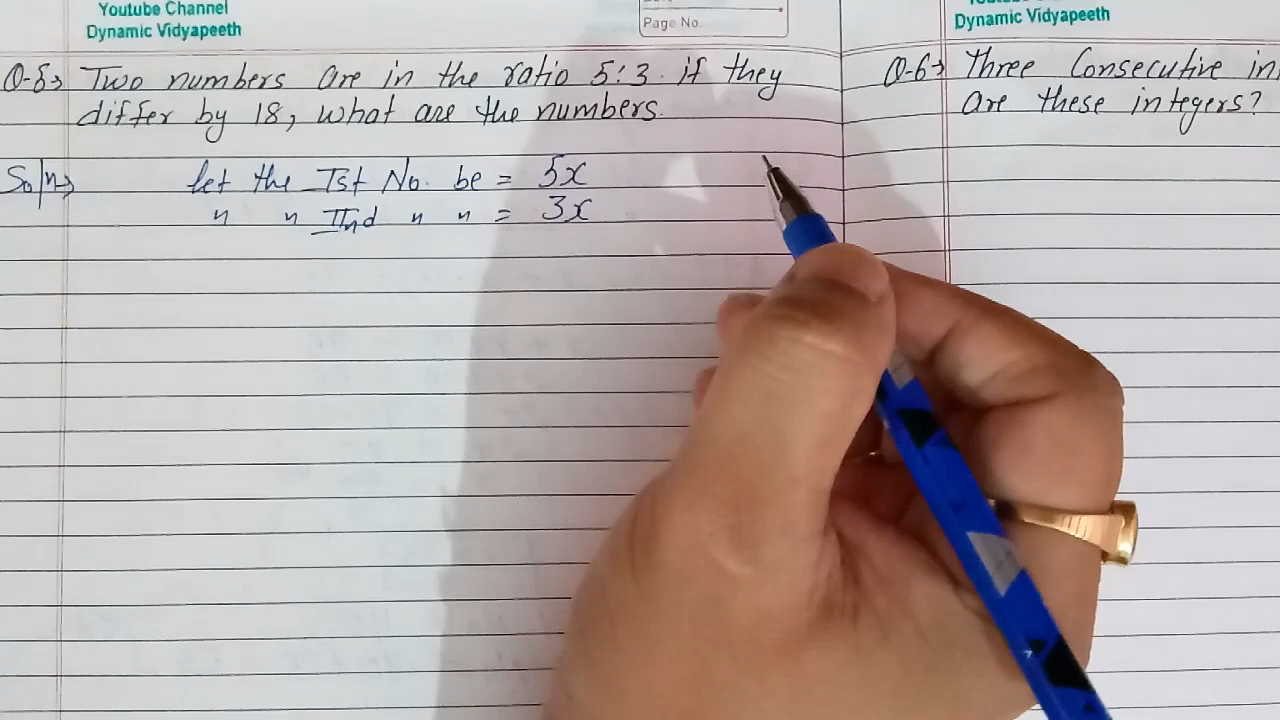 Youtube Channel
Dynamic Vidyapeeth
Page No.
Dynamic Vidyapeeth
Q-5→ Two numbers are in the ratio 5:3. if they
differ by 18, what are the numbers.
Soln→ let the Ist No. be = 5x
" " IInd " " = 3x
Q-6→ Three Consecutive in
are these integers?